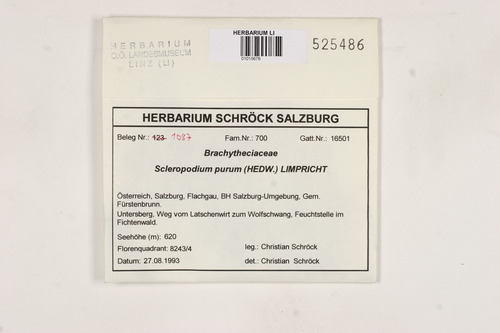 HERBARIUM
O.Ö. LANDESMUSEUM
LINZ (LI)
HERBARIUM LI
01010678
525486
HERBARIUM SCHRÖCK SALZBURG
Beleg Nr.: 123 1087 Fam.Nr.: 700 Gatt.Nr.: 16501
Brachytheciaceae
Scleropodium purum (HEDW.) LIMPRICHT
Österreich, Salzburg, Flachgau, BH Salzburg-Umgebung, Gem.
Fürstenbrunn.
Untersberg, Weg vom Latschenwirt zum Wolfschwang, Feuchtstelle im
Fichtenwald.
Seehöhe (m): 620
Florenquadrant: 8243/4 leg.: Christian Schröck
Datum: 27.08.1993 det.: Christian Schröck